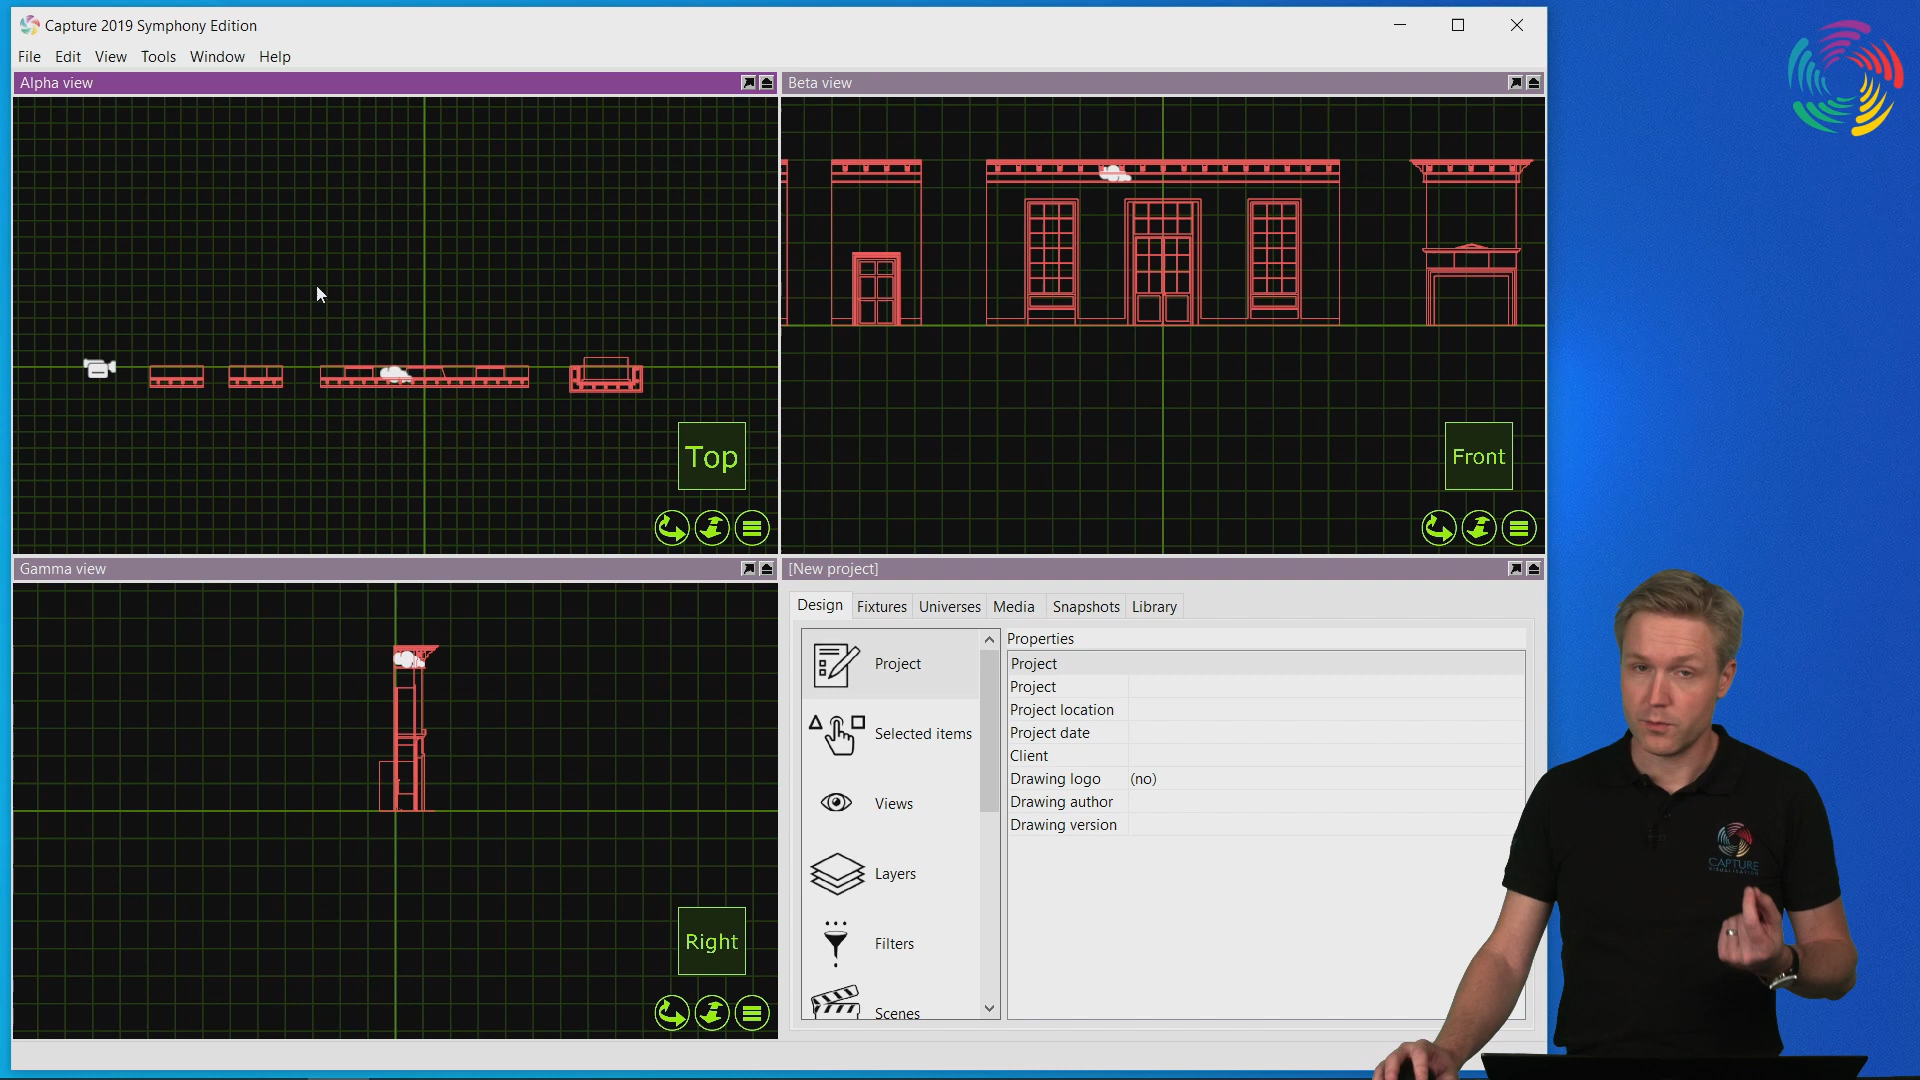 Capture 2019 Symphony Edition
File Edit View Tools Window Help
Alpha view
Beta view
Top
Front
Gamma view
[New project]
Design Fixtures Universes Media Snapshots Library
Project
Selected items
Views
Layers
Filters
Scenes
Properties
Project
Project
Project location
Project date
Client
Drawing logo (no)
Drawing author
Drawing version
Right
CAPTURE
VISUALISATION